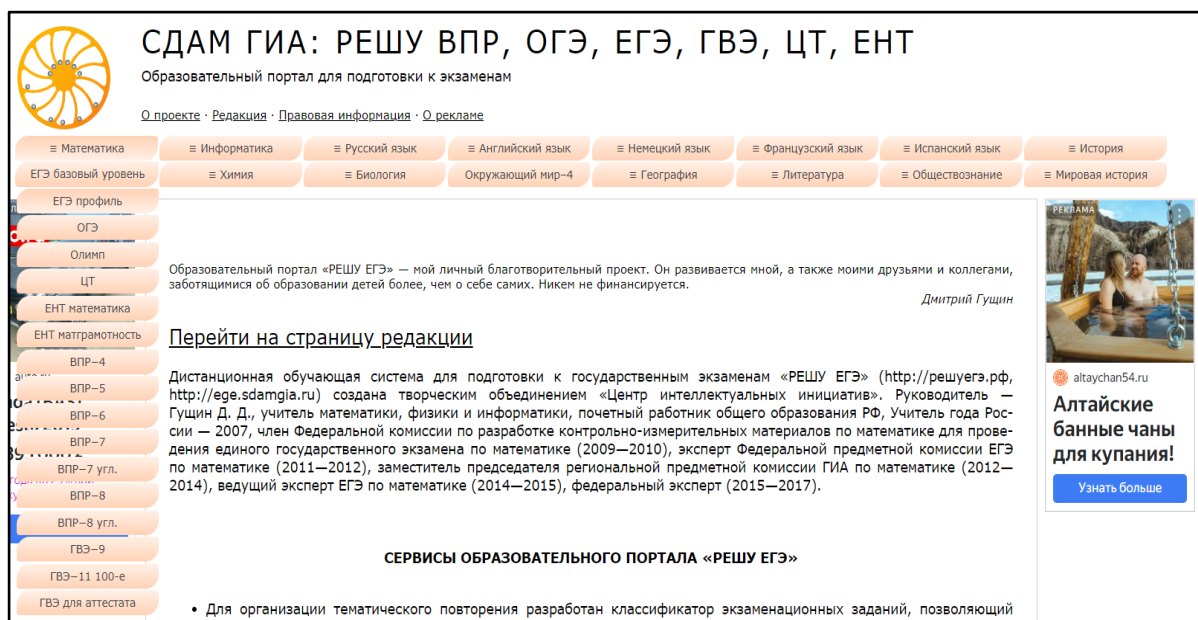 СДАМ ГИА: РЕШУ ВПР, ОГЭ, ЕГЭ, ГВЭ, ЦТ, ЕНТ
Образовательный портал для подготовки к экзаменам
О проекте · Редакция · Правовая информация · О рекламе
≡ Математика ≡ Информатика ≡ Русский язык ≡ Английский язык ≡ Немецкий язык ≡ Французский язык ≡ Испанский язык ≡ История
ЕГЭ базовый уровень ≡ Химия ≡ Биология Окружающий мир–4 ≡ География ≡ Литература ≡ Обществознание ≡ Мировая история
ЕГЭ профиль
ОГЭ
Олимп
ЦТ
ЕНТ математика
ЕНТ матграмотность
ВПР–4
ВПР–5
ВПР–6
ВПР–7
ВПР–7 угл.
ВПР–8
ВПР–8 угл.
ГВЭ–9
ГВЭ–11 100-е
ГВЭ для аттестата
Образовательный портал «РЕШУ ЕГЭ» — мой личный благотворительный проект. Он развивается мной, а также моими друзьями и коллегами,
заботящимися об образовании детей более, чем о себе самих. Никем не финансируется.
Дмитрий Гущин
Перейти на страницу редакции
Дистанционная обучающая система для подготовки к государственным экзаменам «РЕШУ ЕГЭ» (http://решуегэ.рф,
http://ege.sdamgia.ru) создана творческим объединением «Центр интеллектуальных инициатив». Руководитель —
Гущин Д. Д., учитель математики, физики и информатики, почетный работник общего образования РФ, Учитель года Рос-
сии — 2007, член Федеральной комиссии по разработке контрольно-измерительных материалов по математике для прове-
дения единого государственного экзамена по математике (2009—2010), эксперт Федеральной предметной комиссии ЕГЭ
по математике (2011—2012), заместитель председателя региональной предметной комиссии ГИА по математике (2012—
2014), ведущий эксперт ЕГЭ по математике (2014—2015), федеральный эксперт (2015—2017).
СЕРВИСЫ ОБРАЗОВАТЕЛЬНОГО ПОРТАЛА «РЕШУ ЕГЭ»
• Для организации тематического повторения разработан классификатор экзаменационных заданий, позволяющий
РЕКЛАМА
altaychan54.ru
Алтайские
банные чаны
для купания!
Узнать больше